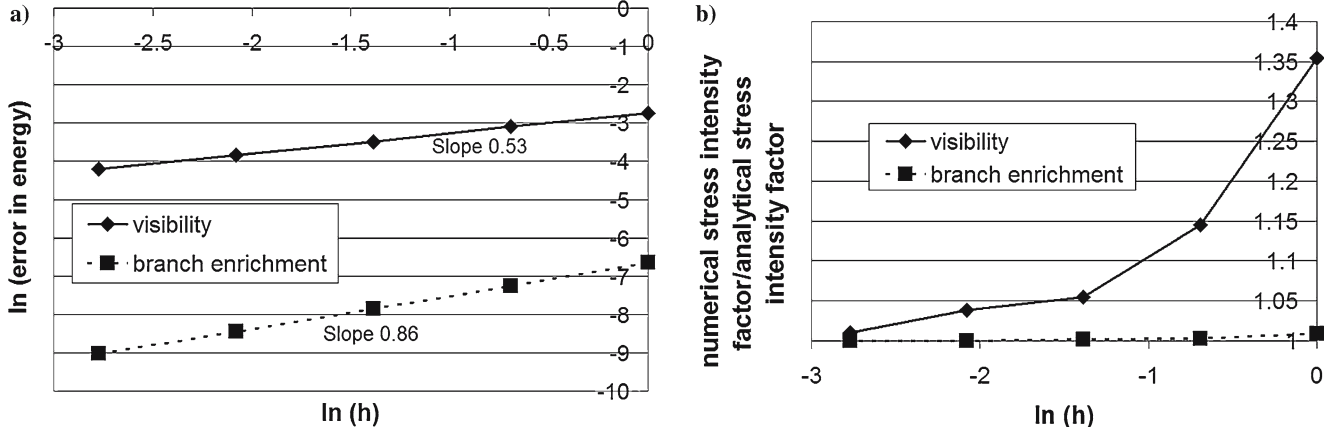 a)
0
-3
-2.5
-2
-1.5
-1
-0.5
0
-1
-2
-3
-4
-5
-6
-7
-8
-9
-10
Slope 0.53
visibility
branch enrichment
Slope 0.86
ln (error in energy)
ln (h)
b)
1.4
1.35
1.3
1.25
1.2
1.15
1.1
1.05
1
visibility
branch enrichment
numerical stress intensity
factor/analytical stress
intensity factor
-3
-2
-1
0
ln (h)